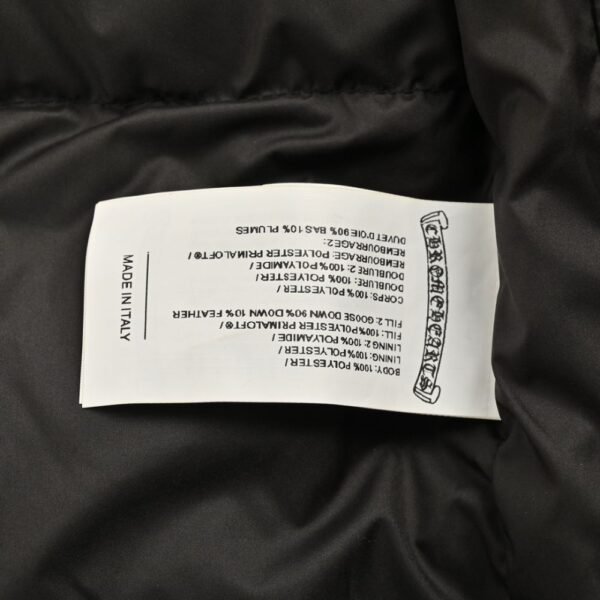 CHROME HEARTS
BODY: 100% POLYESTER /
LINING: 100% POLYESTER /
LINING 2: 100% POLYAMIDE /
FILL: 100% POLYESTER PRIMALOFT® /
FILL 2: GOOSE DOWN 90% DOWN 10% FEATHER
CORPS: 100% POLYESTER /
DOUBLURE: 100% POLYESTER /
DOUBLURE 2: 100% POLYAMIDE /
REMBOURRAGE: POLYESTER PRIMALOFT® /
REMBOURRAGE 2:
DUVET D'OIE 90% BAS 10% PLUMES
MADE IN ITALY